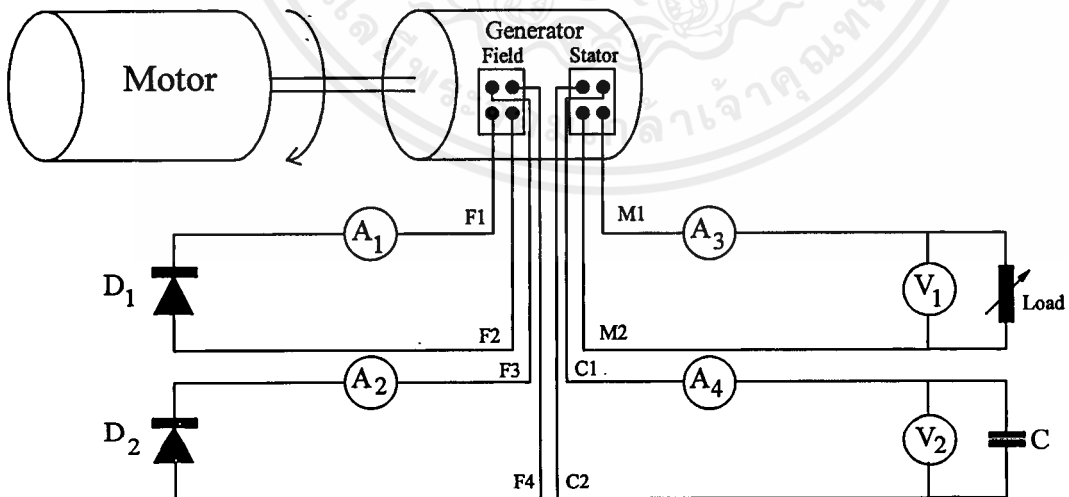 Generator
Field Stator
Motor
F1 M1
A1 A3
D1 V1 Load
F2 M2
F3 C1
A2 A4
D2 V2 C
F4 C2